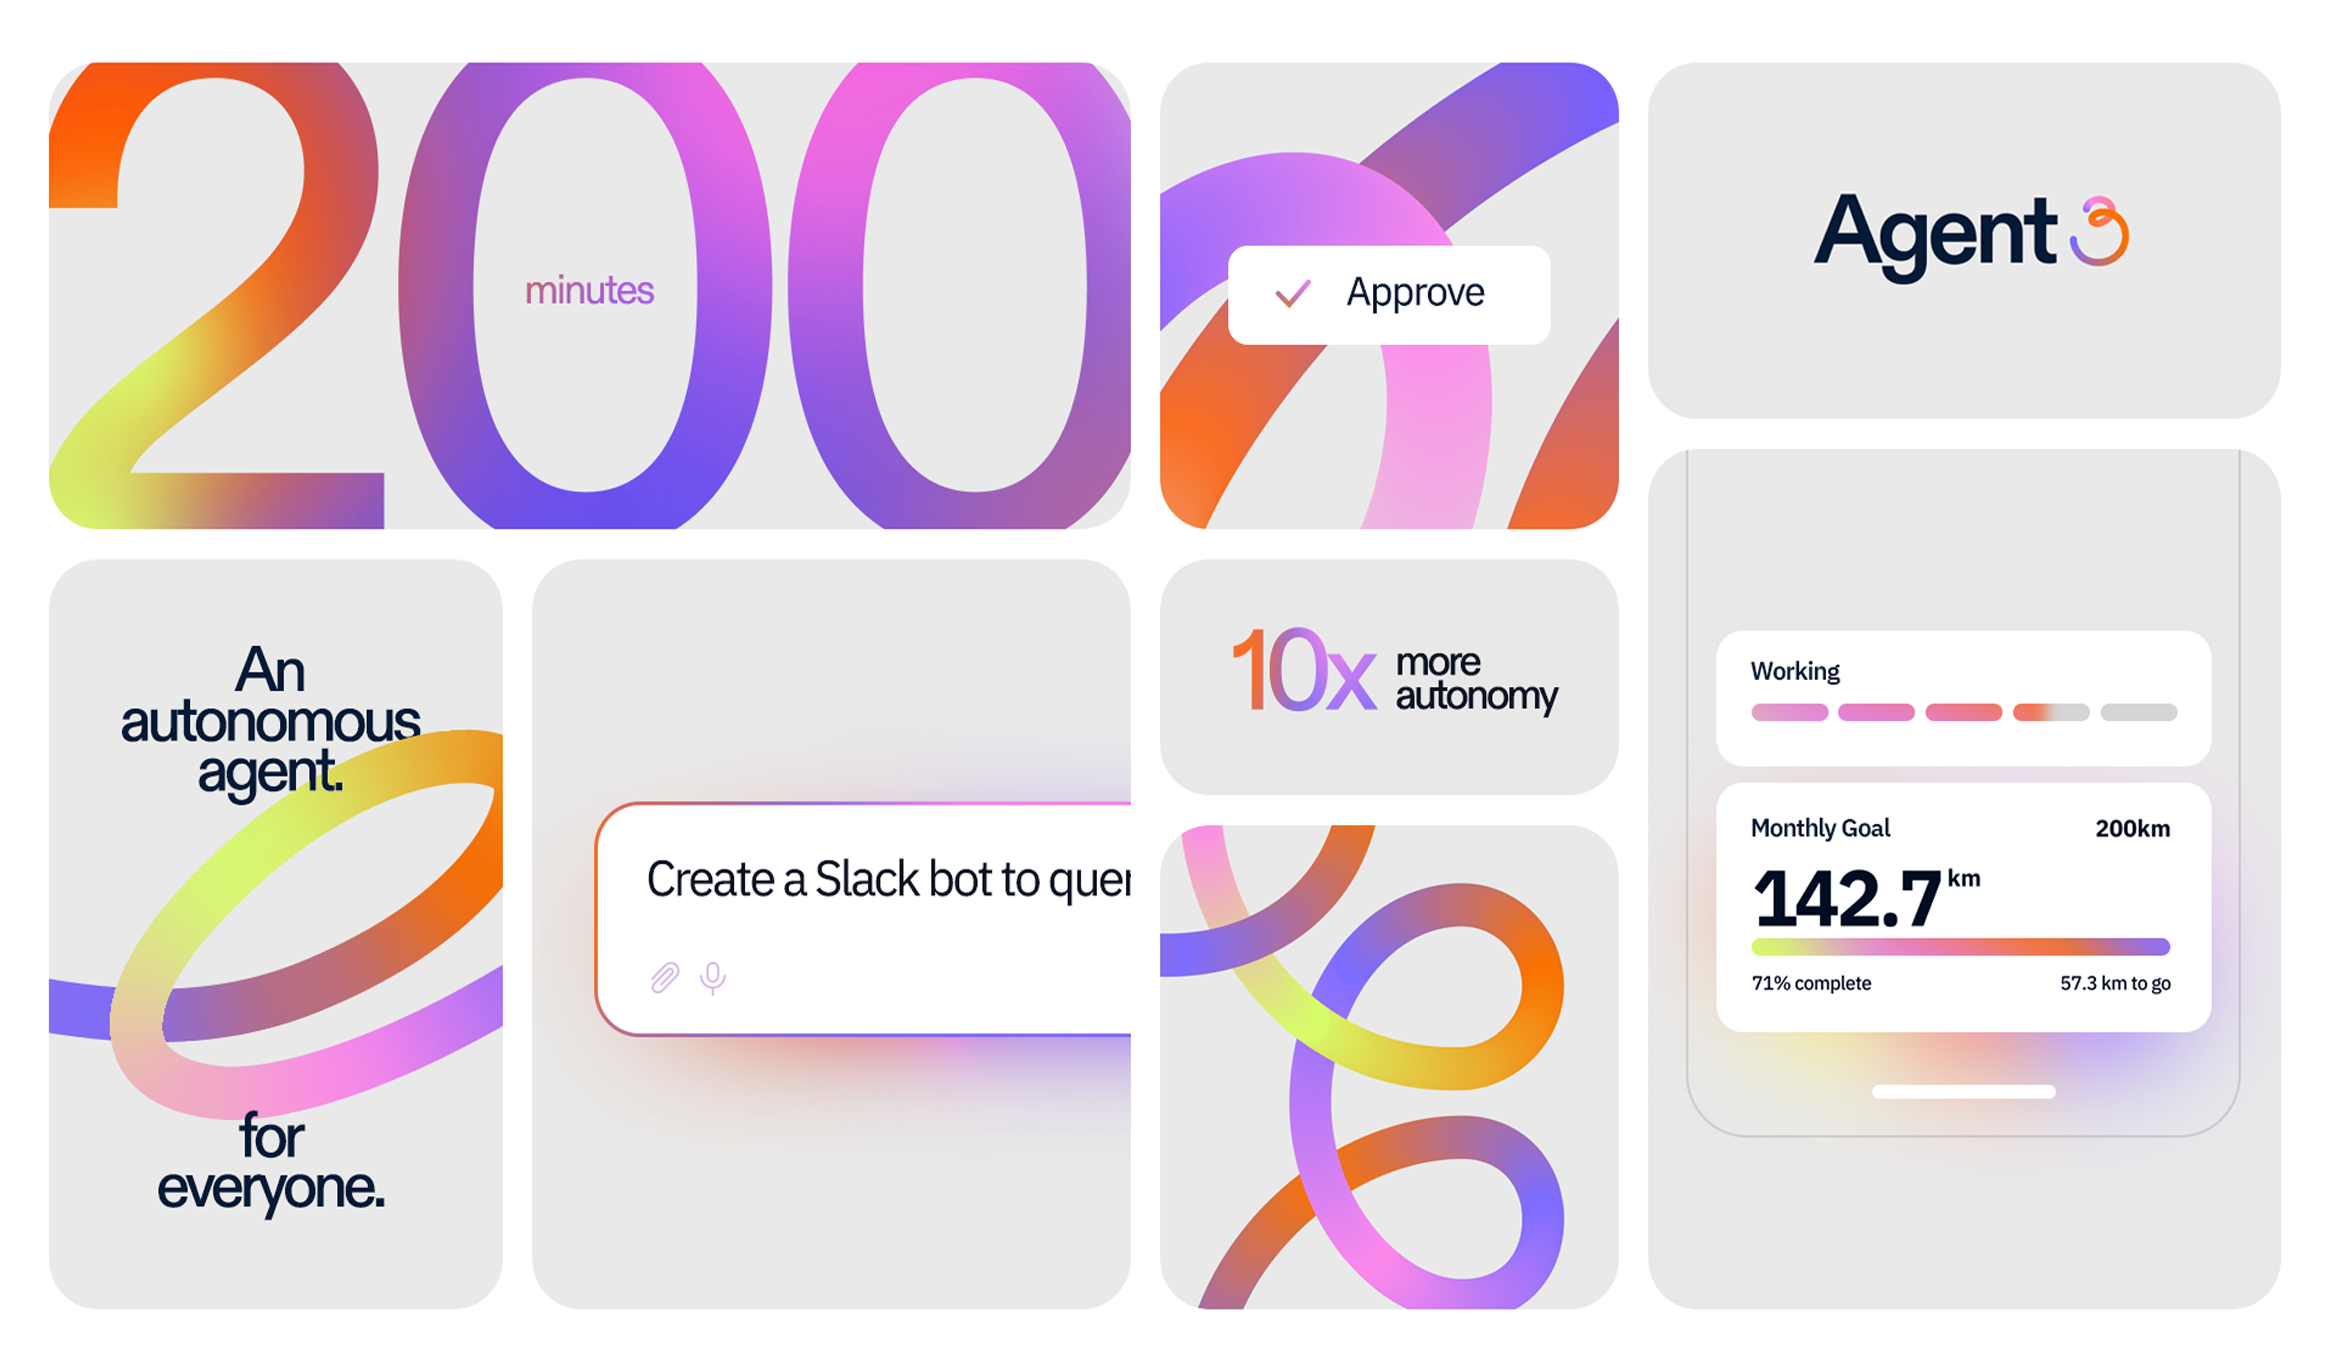 200
minutes
Approve
Agent 3
An
autonomous
agent.
for
everyone.
Create a Slack bot to quer
10x
more
autonomy
Working
Monthly Goal
200km
142.7 km
71% complete
57.3 km to go